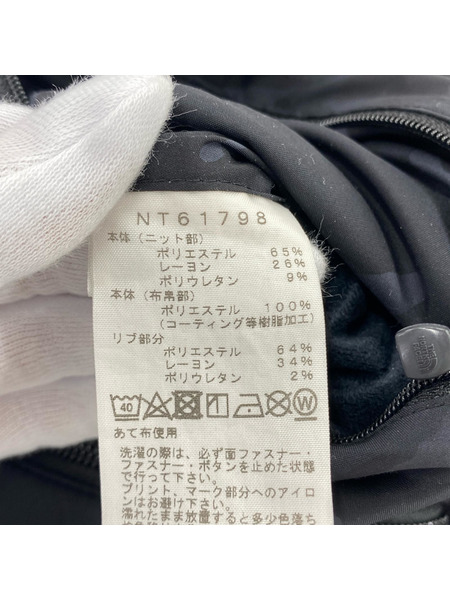 NT61798
本体(ニット部)
ポリエステル 65%
レーヨン 26%
ポリウレタン 9%
本体(布帛部)
ポリエステル 100%
(コーティング等樹脂加工)
リブ部分
ポリエステル 64%
レーヨン 34%
ポリウレタン 2%
40 W
あて布使用
洗濯の際は、必ず面ファスナー・
ファスナー・ボタンを止めた状態
で行って下さい。
プリント、マーク部分へのアイロ
ンはお避け下さい。
濡れたまま放置すると多少色落ち